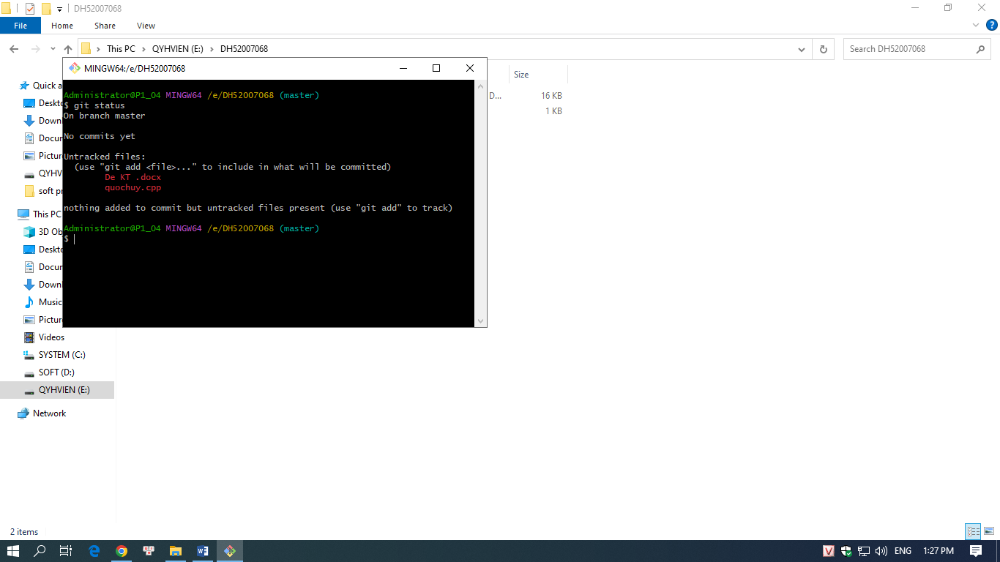 DH52007068
File Home Share View
This PC QYHVIEN (E:) DH52007068
Search DH52007068
MINGW64:/e/DH52007068
Size
D... 16 KB
1 KB
Administrator@P1_04 MINGW64 /e/DH52007068 (master)
$ git status
On branch master
No commits yet
Untracked files:
(use "git add <file>..." to include in what will be committed)
De KT .docx
quochuy.cpp
nothing added to commit but untracked files present (use "git add" to track)
Administrator@P1_04 MINGW64 /e/DH52007068 (master)
$
Quick a
Deskto
Down
Docur
Pictur
QYHV
soft pr
This PC
3D Ob
Deskto
Docur
Down
Music
Pictur
Videos
SYSTEM (C:)
SOFT (D:)
QYHVIEN (E:)
Network
2 items
ENG 1:27 PM